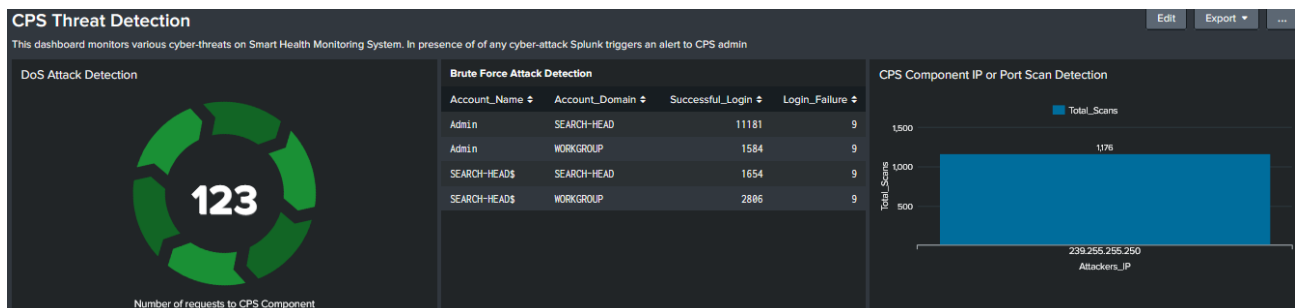 CPS Threat Detection
Edit
Export
...
This dashboard monitors various cyber-threats on Smart Health Monitoring System. In presence of of any cyber-attack Splunk triggers an alert to CPS admin
DoS Attack Detection
123
Number of requests to CPS Component
Brute Force Attack Detection
Account_Name Account_Domain Successful_Login Login_Failure
Admin SEARCH-HEAD 11181 9
Admin WORKGROUP 1584 9
SEARCH-HEAD$ SEARCH-HEAD 1654 9
SEARCH-HEAD$ WORKGROUP 2806 9
CPS Component IP or Port Scan Detection
Total_Scans
1,500
1,176
1,000
500
Total_Scans
239.255.255.250
Attackers_IP